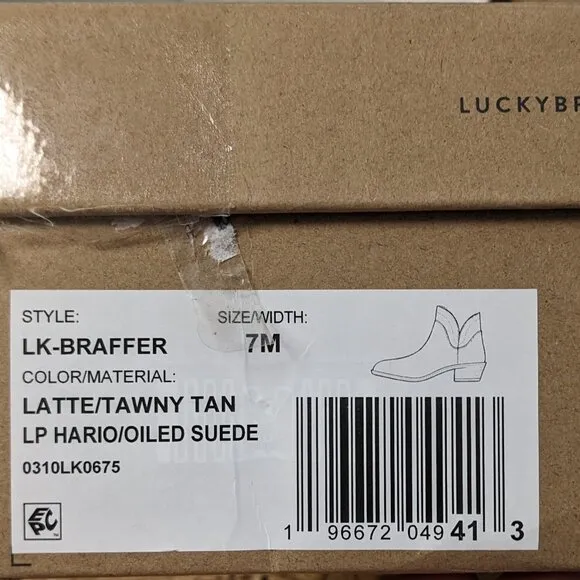 LUCKYBR
STYLE: SIZE/WIDTH:
LK-BRAFFER 7M
COLOR/MATERIAL:
LATTE/TAWNY TAN
LP HARIO/OILED SUEDE
0310LK0675
EPC
1 96672 049 41 3